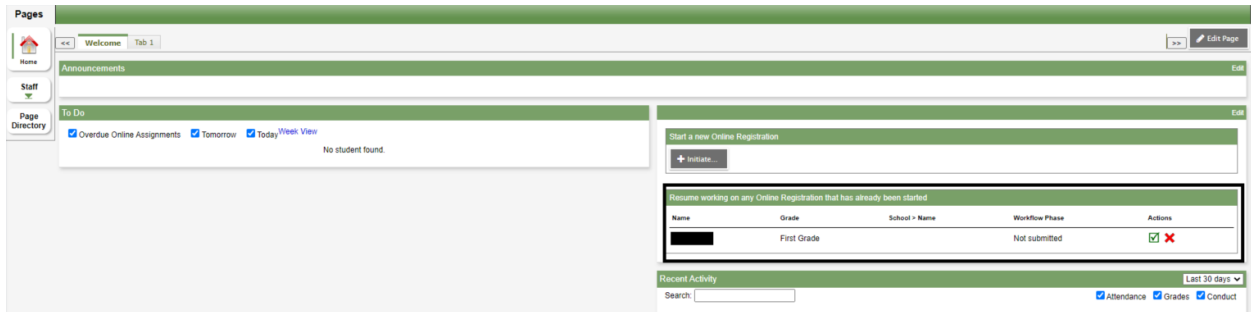 Pages
Home
Staff
Page
Directory
<< Welcome Tab 1 >> Edit Page
Announcements Edit
To Do
Overdue Online Assignments Tomorrow Today Week View
No student found.
Edit
Start a new Online Registration
+ Initiate...
Resume working on any Online Registration that has already been started
Name Grade School > Name Workflow Phase Actions
First Grade Not submitted
Recent Activity Last 30 days
Search: Attendance Grades Conduct